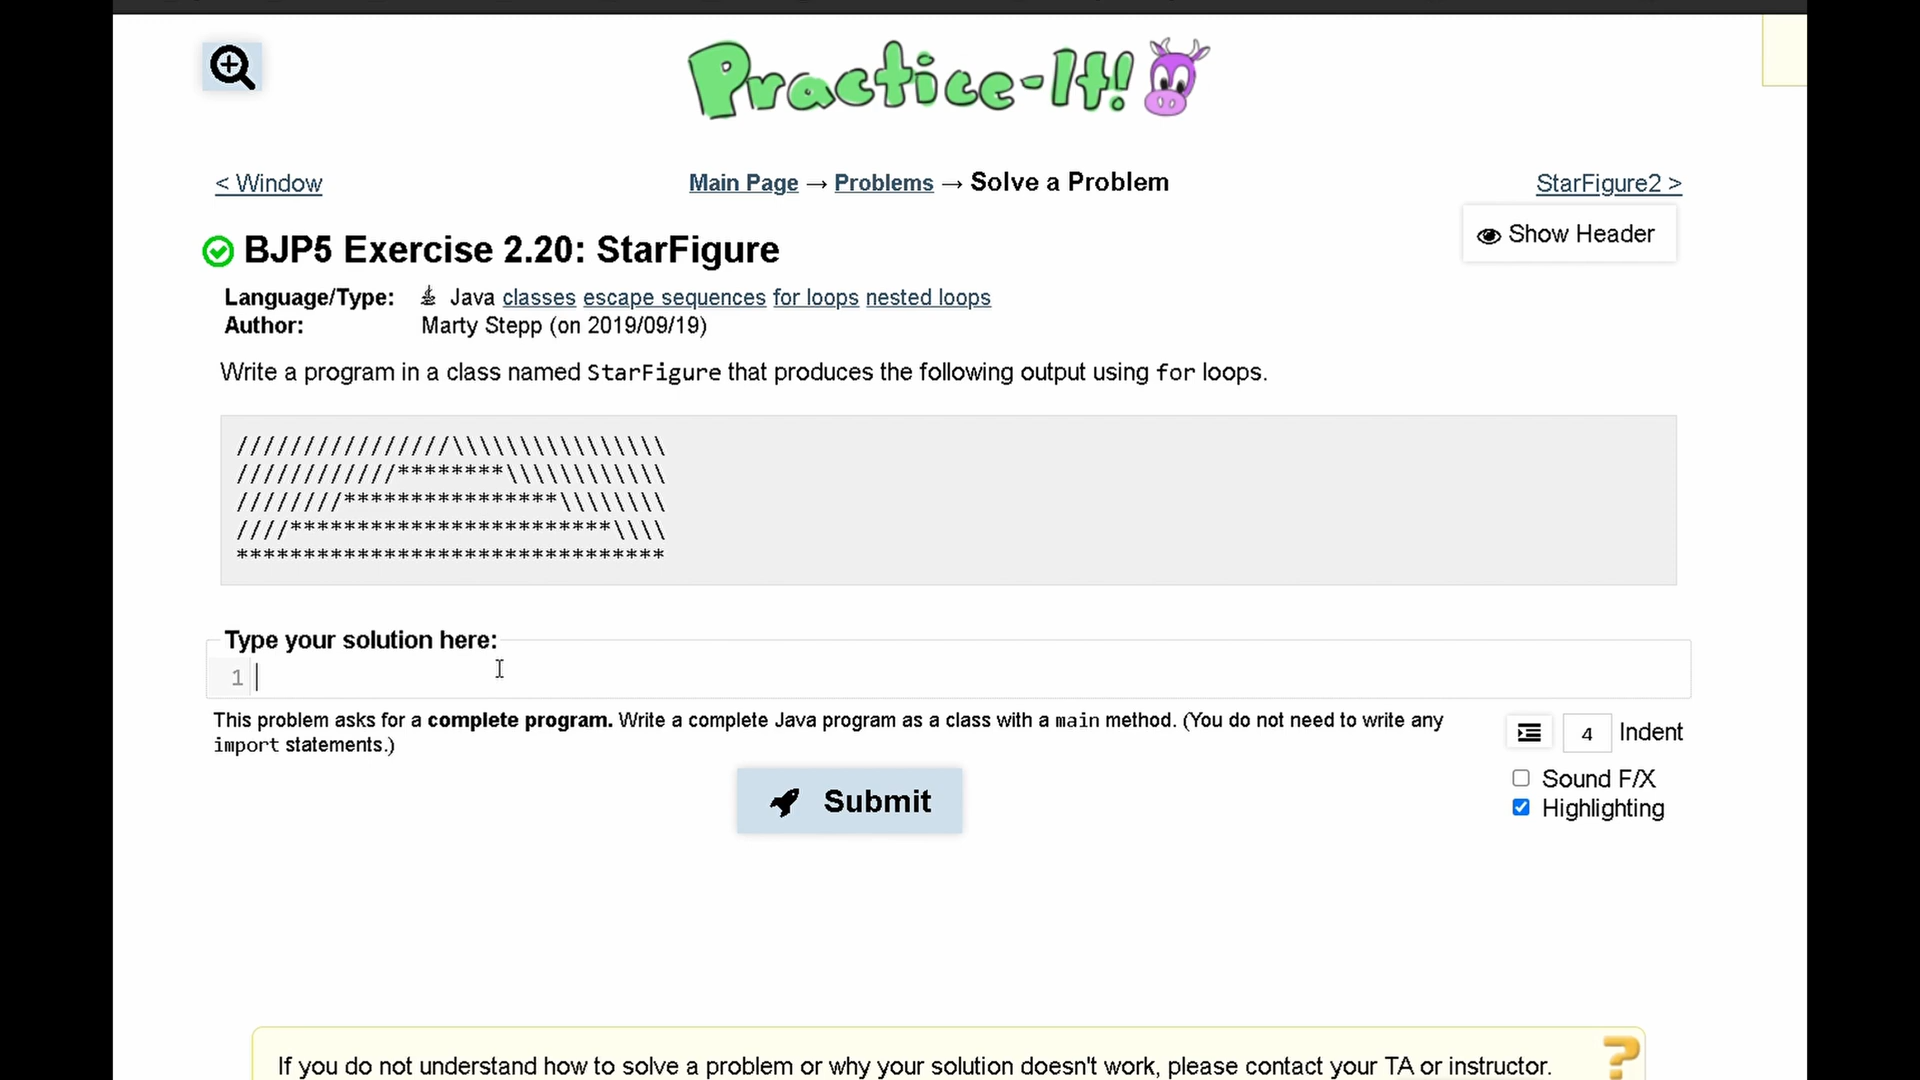 Practice-It!
< Window
Main Page → Problems → Solve a Problem
StarFigure2 >
Show Header
BJP5 Exercise 2.20: StarFigure
Language/Type: Java classes escape sequences for loops nested loops
Author: Marty Stepp (on 2019/09/19)
Write a program in a class named StarFigure that produces the following output using for loops.
////////////////\\\\\\\\\\\\\\\\
////////////********\\\\\\\\\\\\
////////****************\\\\\\\\
////************************\\\\
********************************
Type your solution here:
1
This problem asks for a complete program. Write a complete Java program as a class with a main method. (You do not need to write any
import statements.)
4 Indent
Sound F/X
Highlighting
Submit
If you do not understand how to solve a problem or why your solution doesn't work, please contact your TA or instructor.